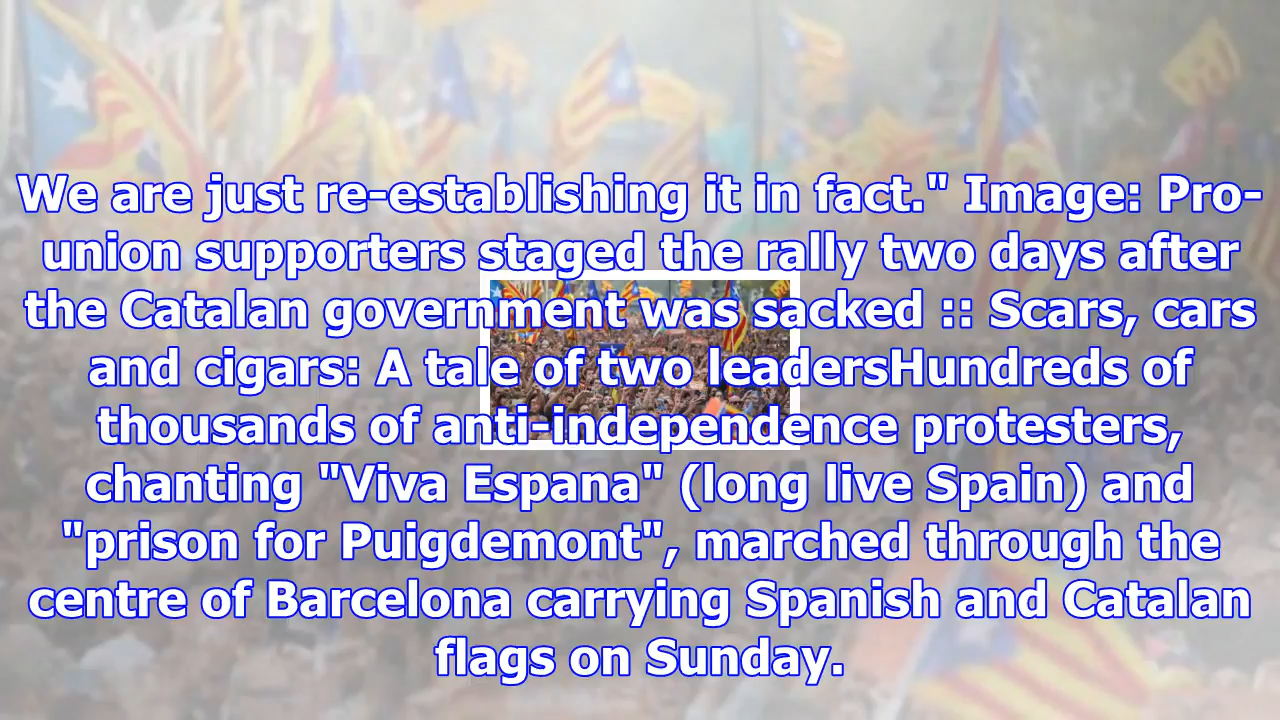 We are just re-establishing it in fact." Image: Pro-
union supporters staged the rally two days after
the Catalan government was sacked :: Scars, cars
and cigars: A tale of two leadersHundreds of
thousands of anti-independence protesters,
chanting "Viva Espana" (long live Spain) and
"prison for Puigdemont", marched through the
centre of Barcelona carrying Spanish and Catalan
flags on Sunday.